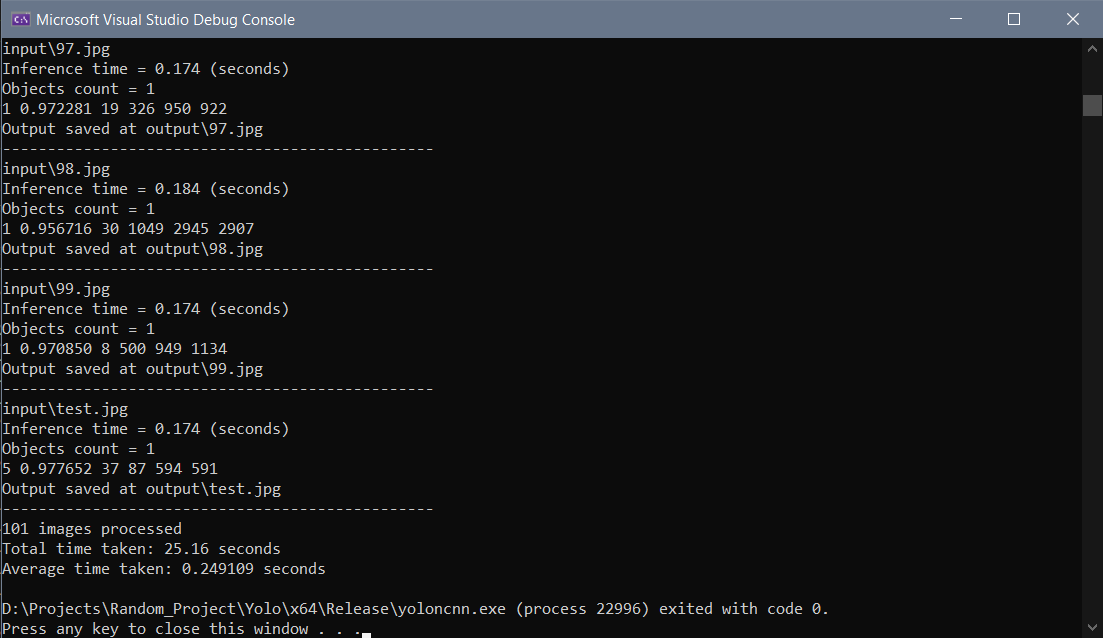 Microsoft Visual Studio Debug Console
input\97.jpg
Inference time = 0.174 (seconds)
Objects count = 1
1 0.972281 19 326 950 922
Output saved at output\97.jpg
------------------------------------------------
input\98.jpg
Inference time = 0.184 (seconds)
Objects count = 1
1 0.956716 30 1049 2945 2907
Output saved at output\98.jpg
------------------------------------------------
input\99.jpg
Inference time = 0.174 (seconds)
Objects count = 1
1 0.970850 8 500 949 1134
Output saved at output\99.jpg
------------------------------------------------
input\test.jpg
Inference time = 0.174 (seconds)
Objects count = 1
5 0.977652 37 87 594 591
Output saved at output\test.jpg
------------------------------------------------
101 images processed
Total time taken: 25.16 seconds
Average time taken: 0.249109 seconds
D:\Projects\Random_Project\Yolo\x64\Release\yoloncnn.exe (process 22996) exited with code 0.
Press any key to close this window . . .